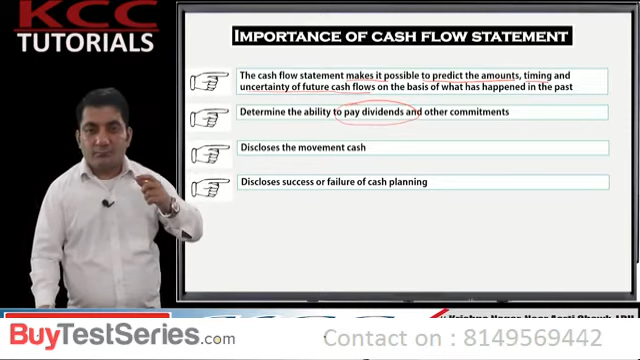 KCC
TUTORIALS
IMPORTANCE OF CASH FLOW STATEMENT
The cash flow statement makes it possible to predict the amounts, timing and
uncertainty of future cash flows on the basis of what has happened in the past
Determine the ability to pay dividends and other commitments
Discloses the movement cash
Discloses success or failure of cash planning
BuyTestSeries.com
Contact on : 8149569442